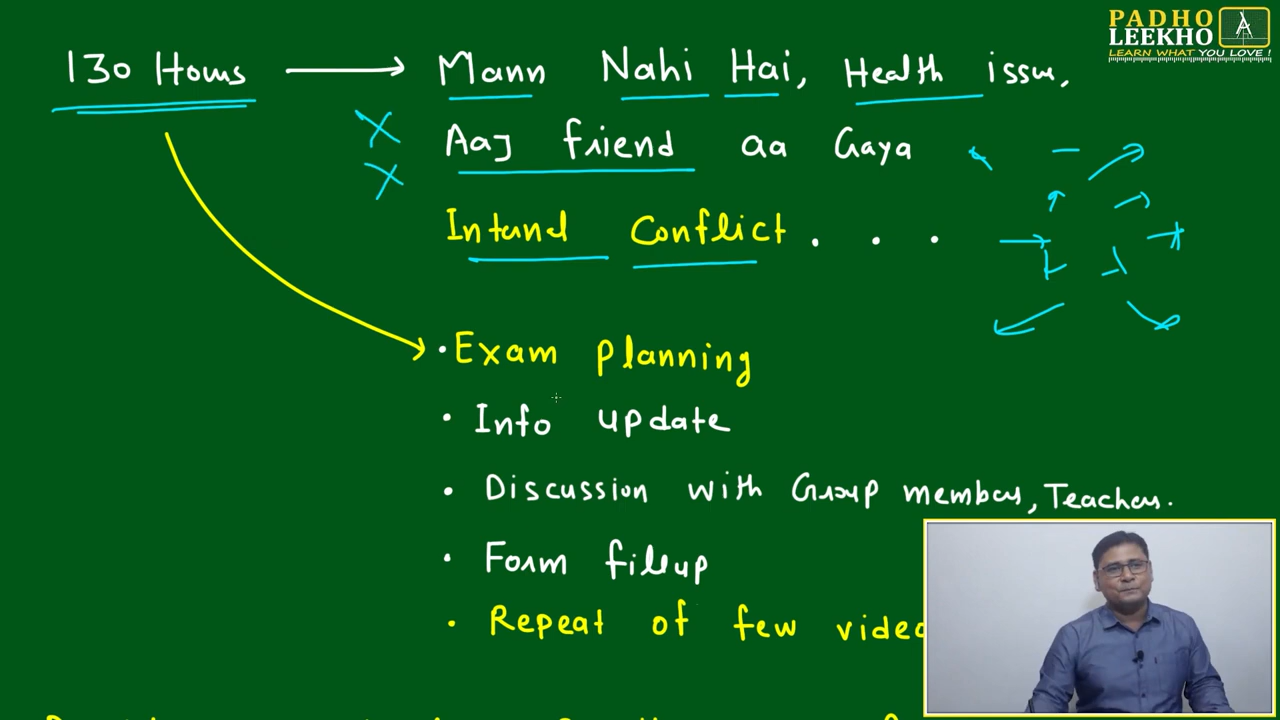 PADHO
LEEKHO
LEARN WHAT YOU LOVE !
130 Hours → Mann Nahi Hai, Health issue,
Aaj friend aa Gaya
Internal Conflict . . .
• Exam planning
• Info update
• Discussion with Group members, Teachers.
• Form fillup
• Repeat of few video